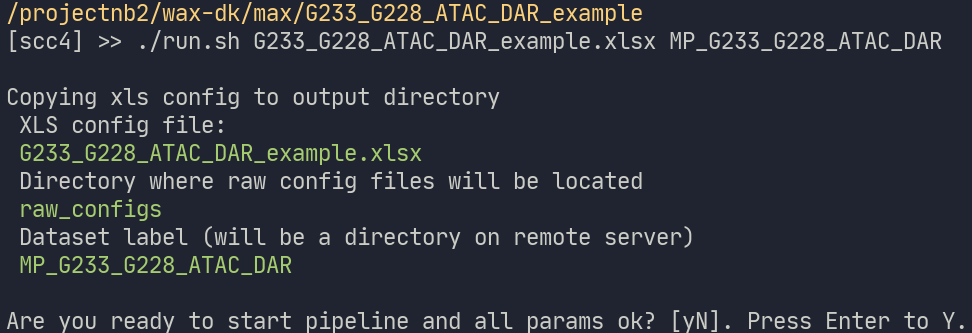 /projectnb2/wax-dk/max/G233_G228_ATAC_DAR_example
[scc4] >> ./run.sh G233_G228_ATAC_DAR_example.xlsx MP_G233_G228_ATAC_DAR
Copying xls config to output directory
XLS config file:
G233_G228_ATAC_DAR_example.xlsx
Directory where raw config files will be located
raw_configs
Dataset label (will be a directory on remote server)
MP_G233_G228_ATAC_DAR
Are you ready to start pipeline and all params ok? [yN]. Press Enter to Y.